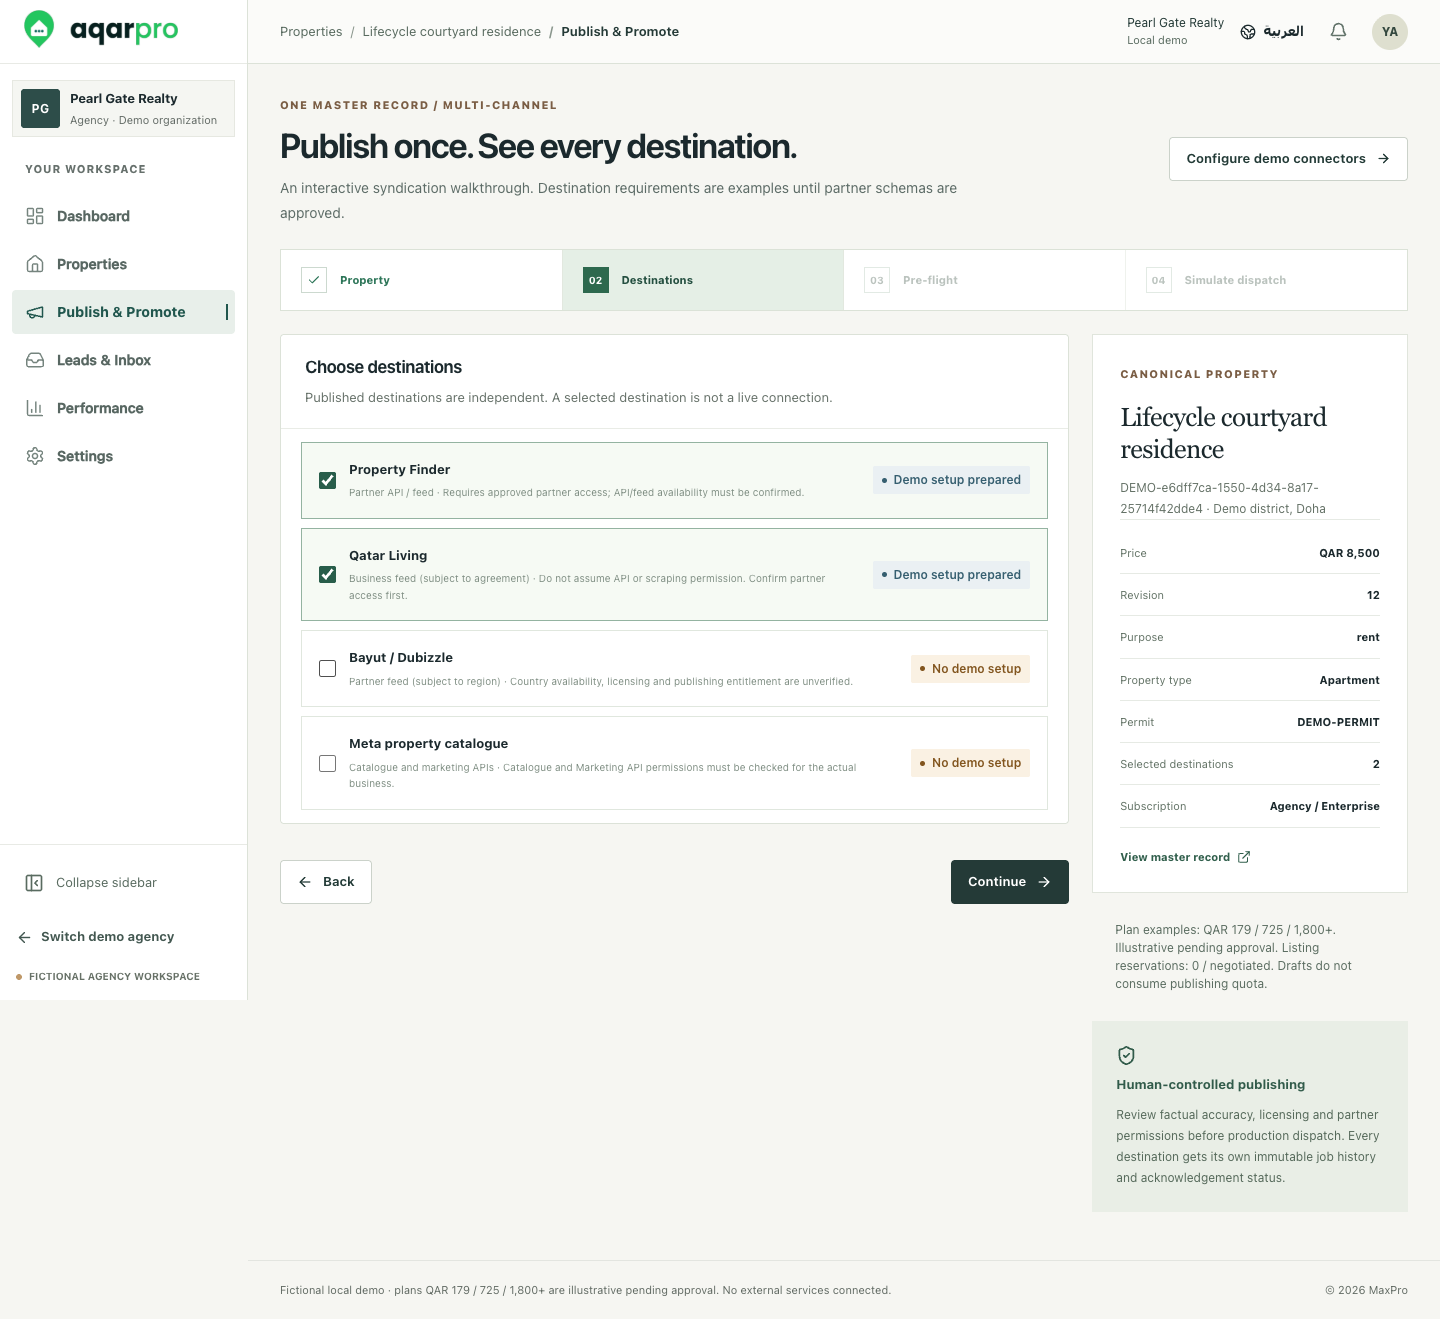 aqarpro
Properties / Lifecycle courtyard residence / Publish & Promote
Pearl Gate Realty
Local demo
العربية
YA
PG
Pearl Gate Realty
Agency · Demo organization
YOUR WORKSPACE
Dashboard
Properties
Publish & Promote
Leads & Inbox
Performance
Settings
Collapse sidebar
Switch demo agency
FICTIONAL AGENCY WORKSPACE
ONE MASTER RECORD / MULTI-CHANNEL
Publish once. See every destination.
An interactive syndication walkthrough. Destination requirements are examples until partner schemas are
approved.
Configure demo connectors
Property
02 Destinations
03 Pre-flight
04 Simulate dispatch
Choose destinations
Published destinations are independent. A selected destination is not a live connection.
Property Finder
Partner API / feed · Requires approved partner access; API/feed availability must be confirmed.
Demo setup prepared
Qatar Living
Business feed (subject to agreement) · Do not assume API or scraping permission. Confirm partner
access first.
Demo setup prepared
Bayut / Dubizzle
Partner feed (subject to region) · Country availability, licensing and publishing entitlement are unverified.
No demo setup
Meta property catalogue
Catalogue and marketing APIs · Catalogue and Marketing API permissions must be checked for the actual
business.
No demo setup
Back
Continue
CANONICAL PROPERTY
Lifecycle courtyard
residence
DEMO-e6dff7ca-1550-4d34-8a17-
25714f42dde4 · Demo district, Doha
Price QAR 8,500
Revision 12
Purpose rent
Property type Apartment
Permit DEMO-PERMIT
Selected destinations 2
Subscription Agency / Enterprise
View master record
Plan examples: QAR 179 / 725 / 1,800+.
Illustrative pending approval. Listing
reservations: 0 / negotiated. Drafts do not
consume publishing quota.
Human-controlled publishing
Review factual accuracy, licensing and partner
permissions before production dispatch. Every
destination gets its own immutable job history
and acknowledgement status.
Fictional local demo · plans QAR 179 / 725 / 1,800+ are illustrative pending approval. No external services connected.
© 2026 MaxPro